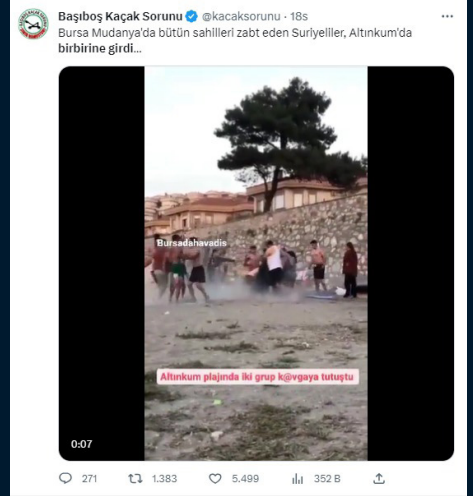 Başıboş Kaçak Sorunu @kacaksorunu · 18s
Bursa Mudanya'da bütün sahilleri zabt eden Suriyeliler, Altınkum'da
birbirine girdi...
Bursadahavadis
Altınkum plajında iki grup k@vgaya tutuştu
0:07
271 1.383 5.499 352 B